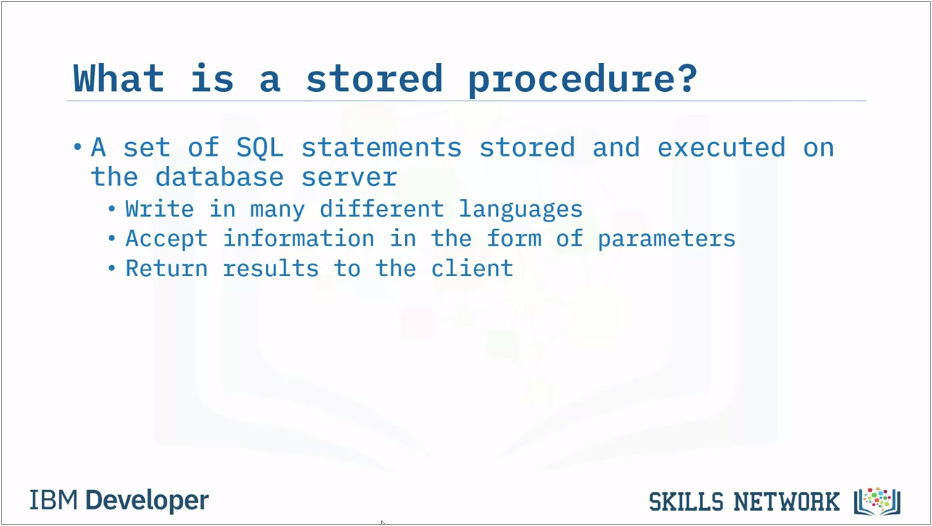 What is a stored procedure?
• A set of SQL statements stored and executed on
the database server
• Write in many different languages
• Accept information in the form of parameters
• Return results to the client
IBM Developer
SKILLS NETWORK